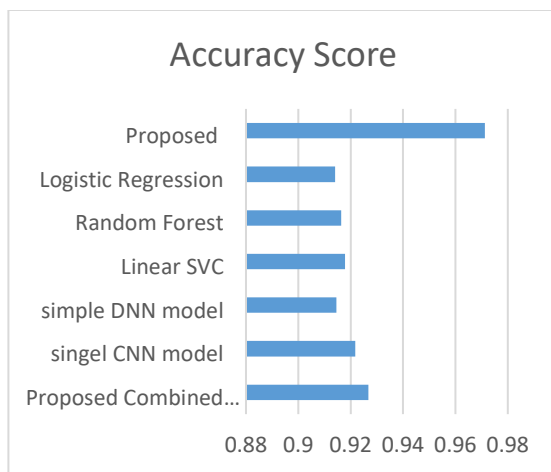 Accuracy Score
Proposed
Logistic Regression
Random Forest
Linear SVC
simple DNN model
singel CNN model
Proposed Combined...
0.88 0.9 0.92 0.94 0.96 0.98